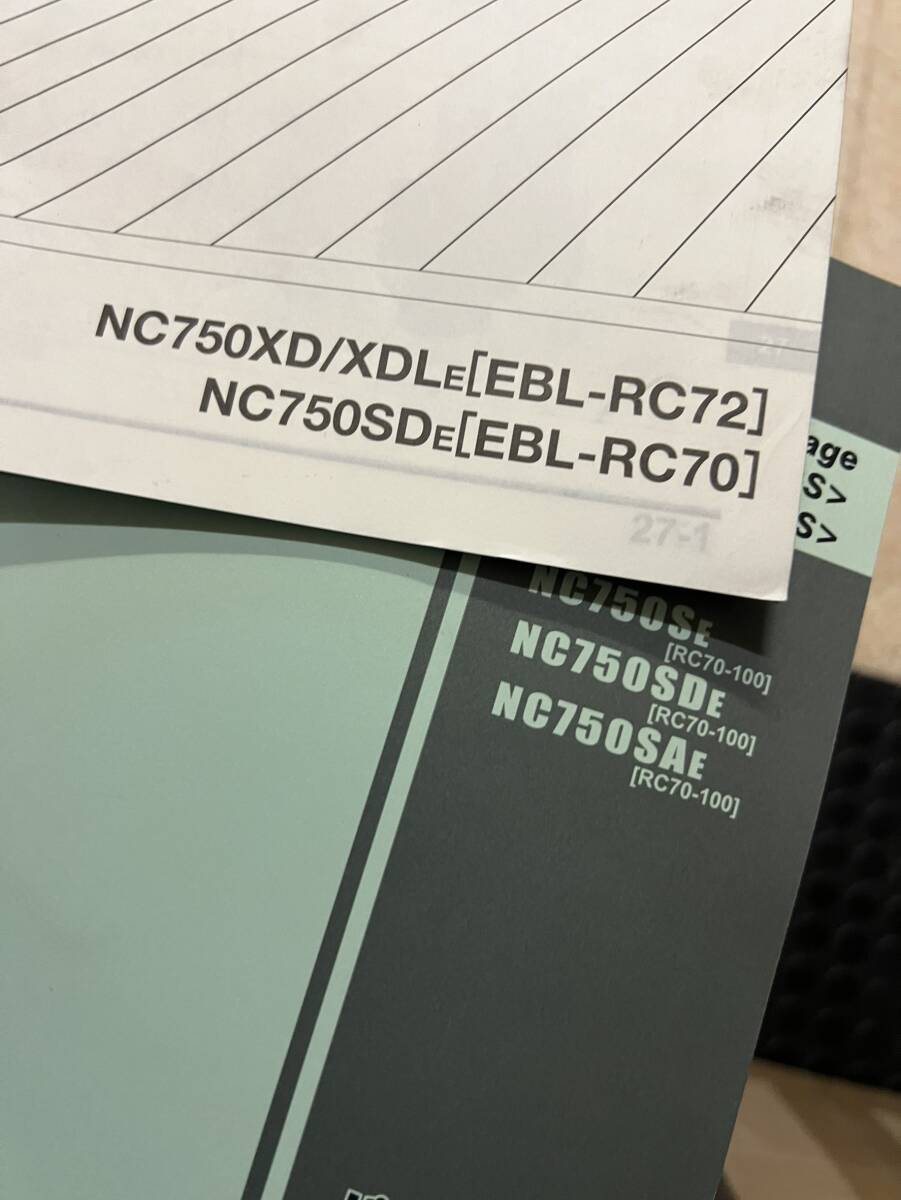 NC750XD/XDLE[EBL-RC72]
NC750SDE[EBL-RC70]
27-1
age
S>
S>
NC750SE
[RC70-100]
NC750SDE
[RC70-100]
NC750SAE
[RC70-100]